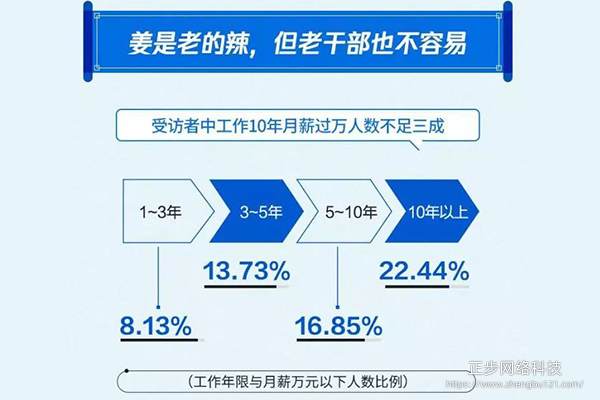 姜是老的辣，但老干部也不容易
受访者中工作10年月薪过万人数不足三成
1~3年
3~5年
5~10年
10年以上
13.73%
22.44%
8.13%
16.85%
（工作年限与月薪万元以下人数比例）
正步网络科技
https://www.zhengbu121.com/